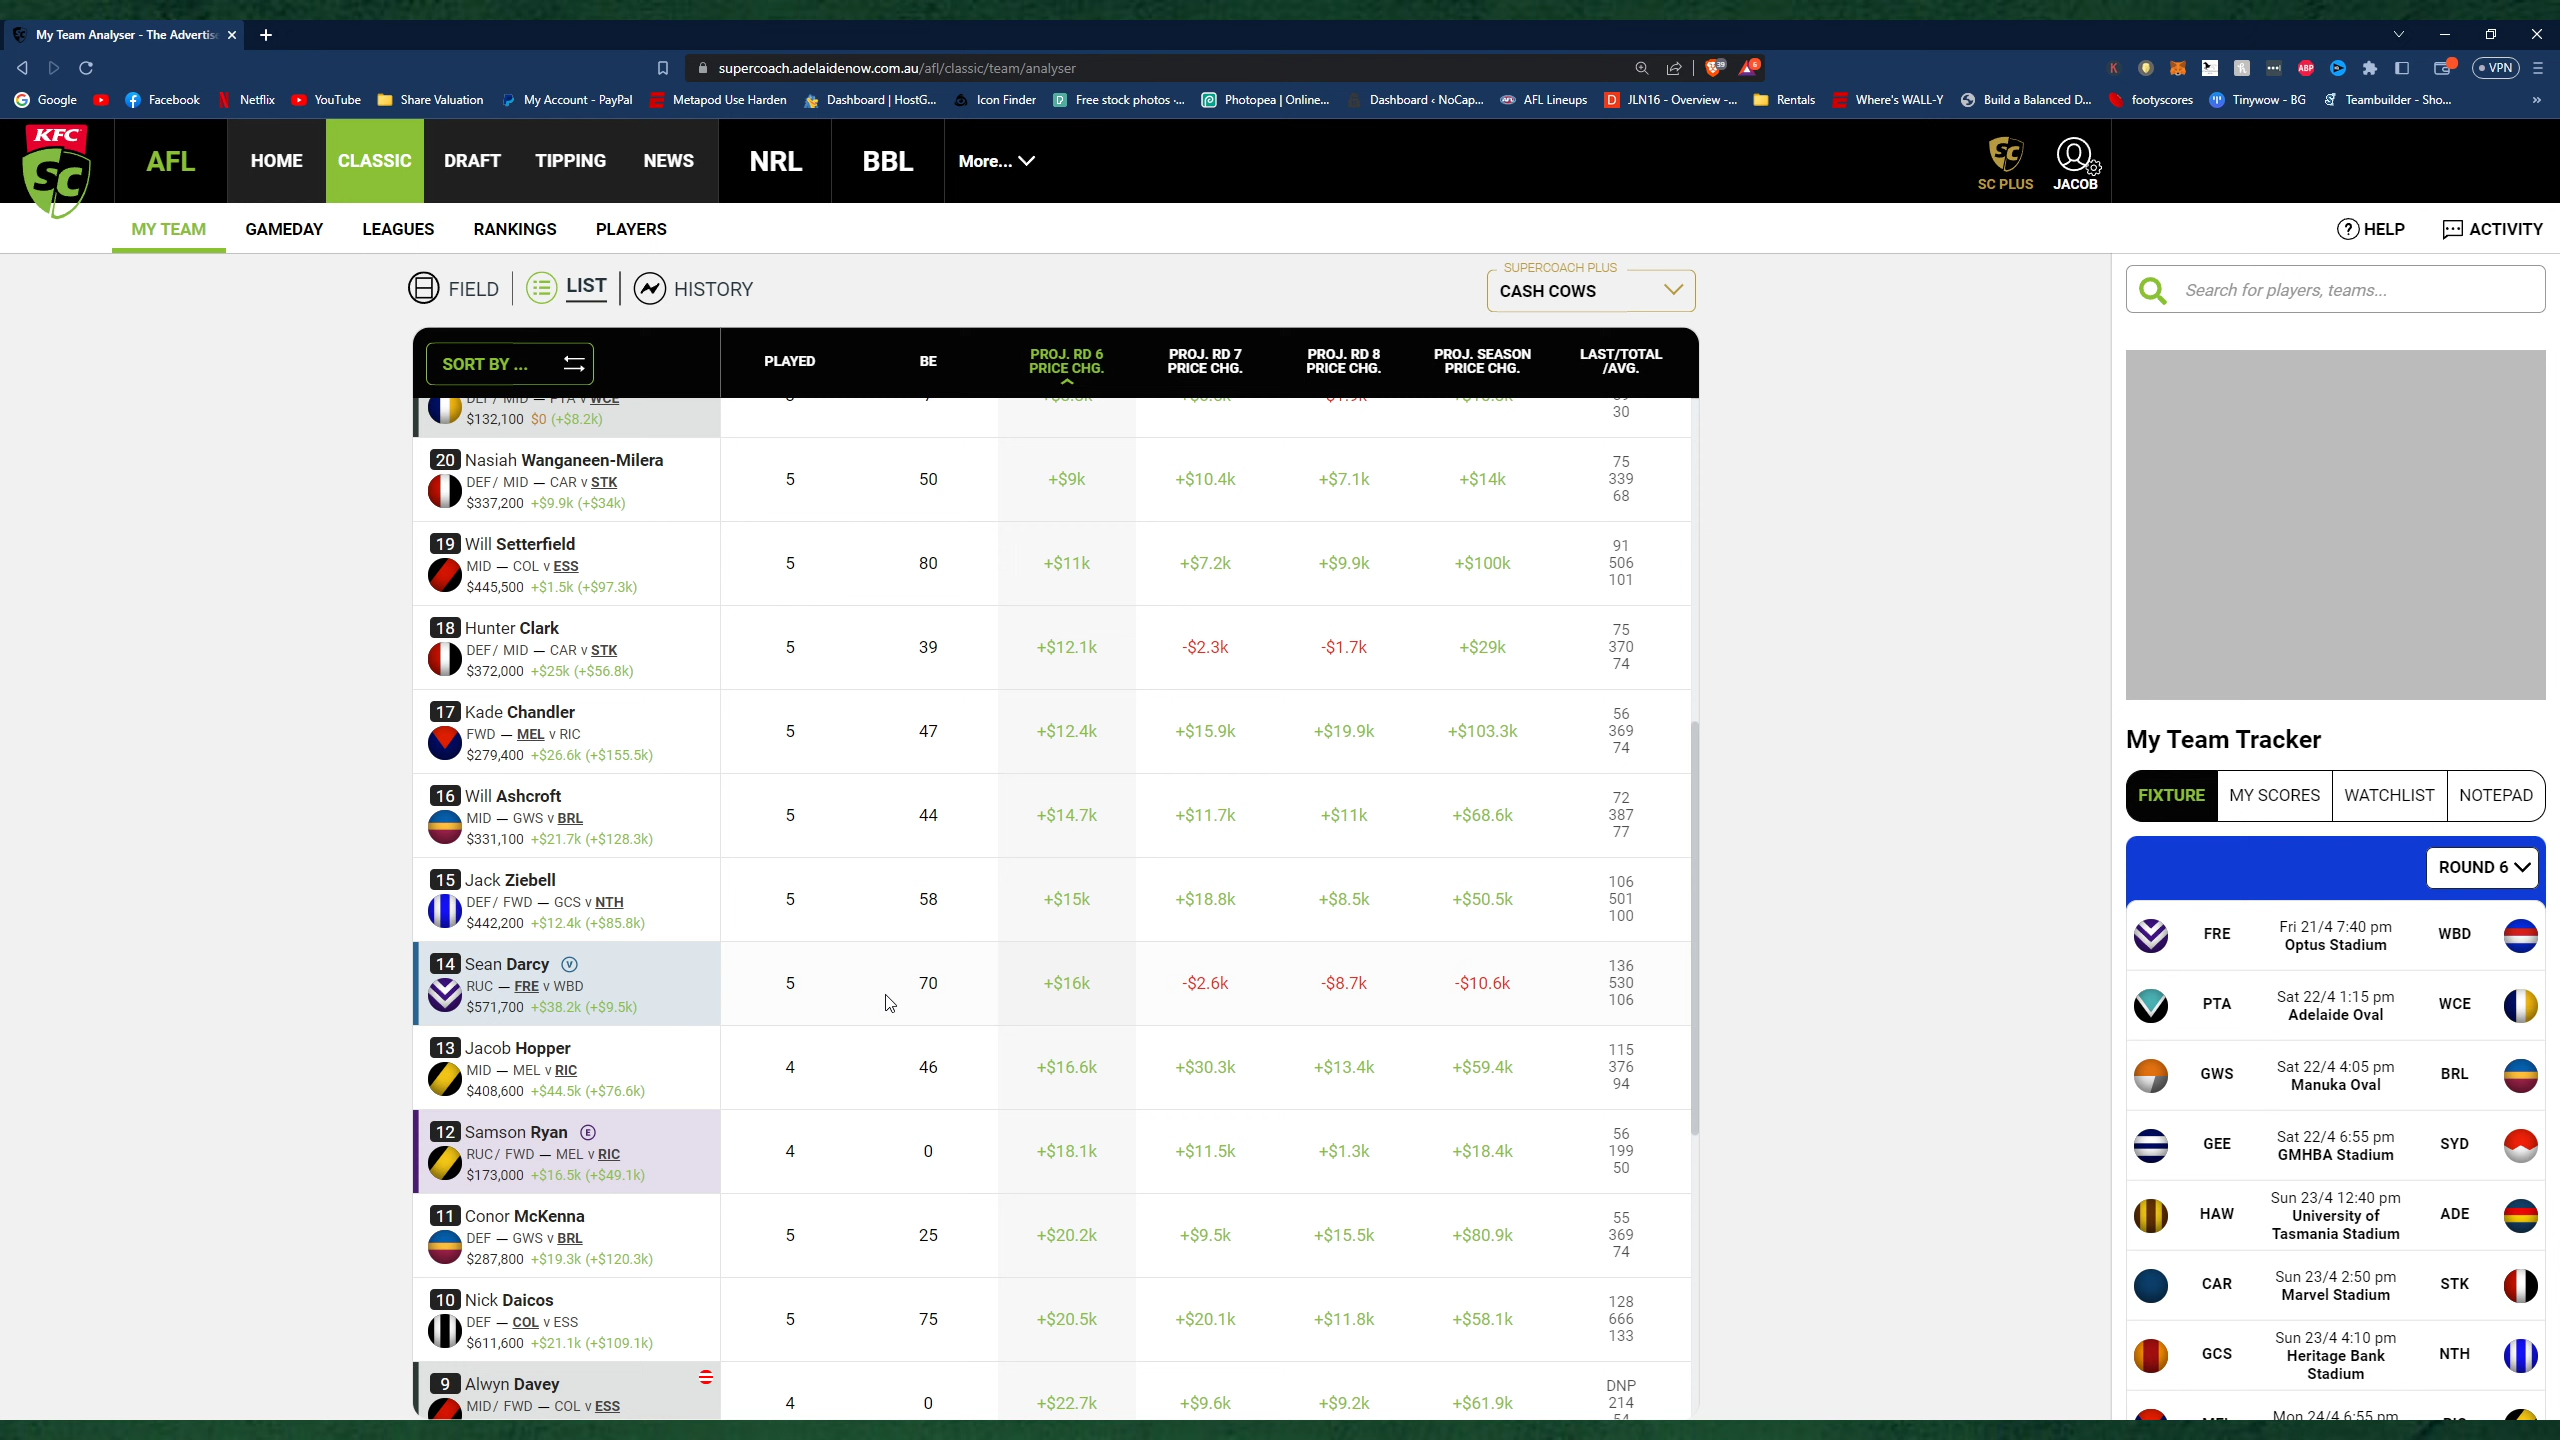 My Team Analyser - The Advertis
supercoach.adelaidenow.com.au/afl/classic/team/analyser
39
6
ABP
VPN
Google
Facebook
Netflix
YouTube
Share Valuation
My Account - PayPal
Metapod Use Harden
Dashboard | HostG...
Icon Finder
Free stock photos -...
Photopea | Online...
Dashboard ‹ NoCap...
AFL Lineups
JLN16 - Overview -...
Rentals
Where's WALL-Y
Build a Balanced D...
footyscores
Tinywow - BG
Teambuilder - Sho...
KFC
SC
AFL
HOME
CLASSIC
DRAFT
TIPPING
NEWS
NRL
BBL
More...
SC PLUS
JACOB
MY TEAM
GAMEDAY
LEAGUES
RANKINGS
PLAYERS
HELP
ACTIVITY
FIELD
LIST
HISTORY
SUPERCOACH PLUS
CASH COWS
SORT BY ...
PLAYED
BE
PROJ. RD 6
PRICE CHG.
PROJ. RD 7
PRICE CHG.
PROJ. RD 8
PRICE CHG.
PROJ. SEASON
PRICE CHG.
LAST/TOTAL
/AVG.
DEF/ MID — PTA v WCE
$132,100 $0 (+$8.2k)
30
20 Nasiah Wanganeen-Milera
DEF/ MID — CAR v STK
$337,200 +$9.9k (+$34k)
5
50
+$9k
+$10.4k
+$7.1k
+$14k
75
339
68
19 Will Setterfield
MID — COL v ESS
$445,500 +$1.5k (+$97.3k)
5
80
+$11k
+$7.2k
+$9.9k
+$100k
91
506
101
18 Hunter Clark
DEF/ MID — CAR v STK
$372,000 +$25k (+$56.8k)
5
39
+$12.1k
-$2.3k
-$1.7k
+$29k
75
370
74
17 Kade Chandler
FWD — MEL v RIC
$279,400 +$26.6k (+$155.5k)
5
47
+$12.4k
+$15.9k
+$19.9k
+$103.3k
56
369
74
16 Will Ashcroft
MID — GWS v BRL
$331,100 +$21.7k (+$128.3k)
5
44
+$14.7k
+$11.7k
+$11k
+$68.6k
72
387
77
15 Jack Ziebell
DEF/ FWD — GCS v NTH
$442,200 +$12.4k (+$85.8k)
5
58
+$15k
+$18.8k
+$8.5k
+$50.5k
106
501
100
14 Sean Darcy V
RUC — FRE v WBD
$571,700 +$38.2k (+$9.5k)
5
70
+$16k
-$2.6k
-$8.7k
-$10.6k
136
530
106
13 Jacob Hopper
MID — MEL v RIC
$408,600 +$44.5k (+$76.6k)
4
46
+$16.6k
+$30.3k
+$13.4k
+$59.4k
115
376
94
12 Samson Ryan E
RUC/ FWD — MEL v RIC
$173,000 +$16.5k (+$49.1k)
4
0
+$18.1k
+$11.5k
+$1.3k
+$18.4k
56
199
50
11 Conor McKenna
DEF — GWS v BRL
$287,800 +$19.3k (+$120.3k)
5
25
+$20.2k
+$9.5k
+$15.5k
+$80.9k
55
369
74
10 Nick Daicos
DEF — COL v ESS
$611,600 +$21.1k (+$109.1k)
5
75
+$20.5k
+$20.1k
+$11.8k
+$58.1k
128
666
133
9 Alwyn Davey
MID/ FWD — COL v ESS
4
0
+$22.7k
+$9.6k
+$9.2k
+$61.9k
DNP
214
54
Search for players, teams...
My Team Tracker
FIXTURE
MY SCORES
WATCHLIST
NOTEPAD
ROUND 6
FRE
Fri 21/4 7:40 pm
Optus Stadium
WBD
PTA
Sat 22/4 1:15 pm
Adelaide Oval
WCE
GWS
Sat 22/4 4:05 pm
Manuka Oval
BRL
GEE
Sat 22/4 6:55 pm
GMHBA Stadium
SYD
HAW
Sun 23/4 12:40 pm
University of
Tasmania Stadium
ADE
CAR
Sun 23/4 2:50 pm
Marvel Stadium
STK
GCS
Sun 23/4 4:10 pm
Heritage Bank
Stadium
NTH
Mon 24/4 6:55 pm